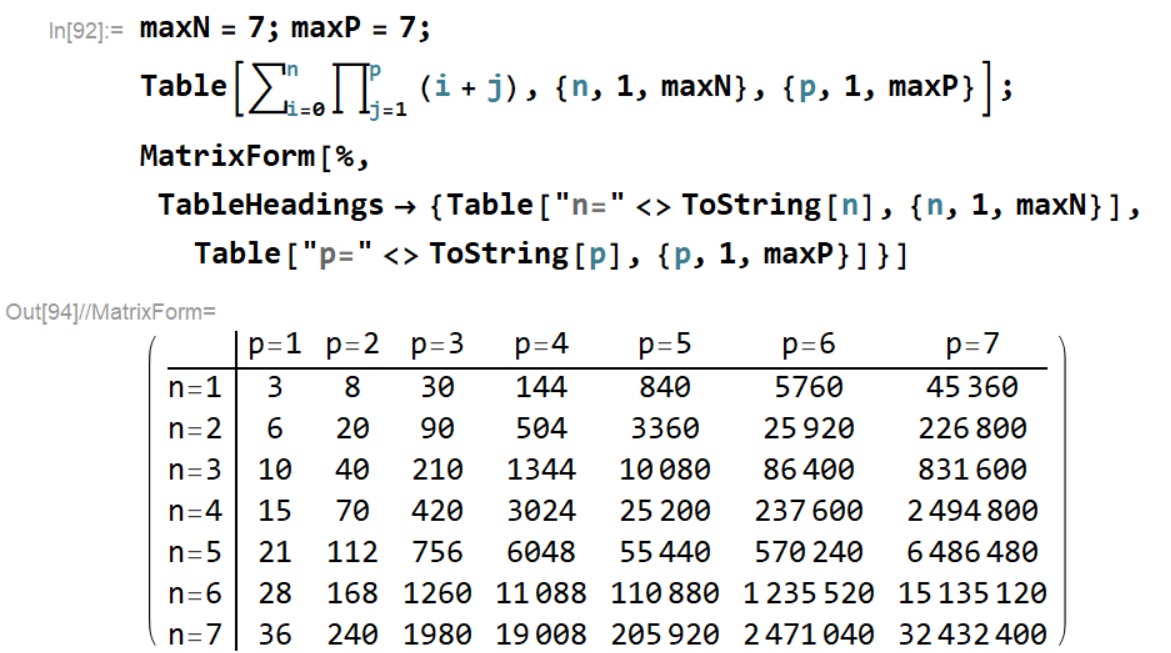 In[92]:= maxN = 7; maxP = 7;
Table[∑ⁿᵢ₌₀ ∏ᵖⱼ₌₁ (i + j), {n, 1, maxN}, {p, 1, maxP}];
MatrixForm[%,
TableHeadings → {Table["n=" <> ToString[n], {n, 1, maxN}],
Table["p=" <> ToString[p], {p, 1, maxP}]}]
Out[94]//MatrixForm=
p=1 p=2 p=3 p=4 p=5 p=6 p=7
n=1 3 8 30 144 840 5760 45 360
n=2 6 20 90 504 3360 25 920 226 800
n=3 10 40 210 1344 10 080 86 400 831 600
n=4 15 70 420 3024 25 200 237 600 2 494 800
n=5 21 112 756 6048 55 440 570 240 6 486 480
n=6 28 168 1260 11 088 110 880 1 235 520 15 135 120
n=7 36 240 1980 19 008 205 920 2 471 040 32 432 400